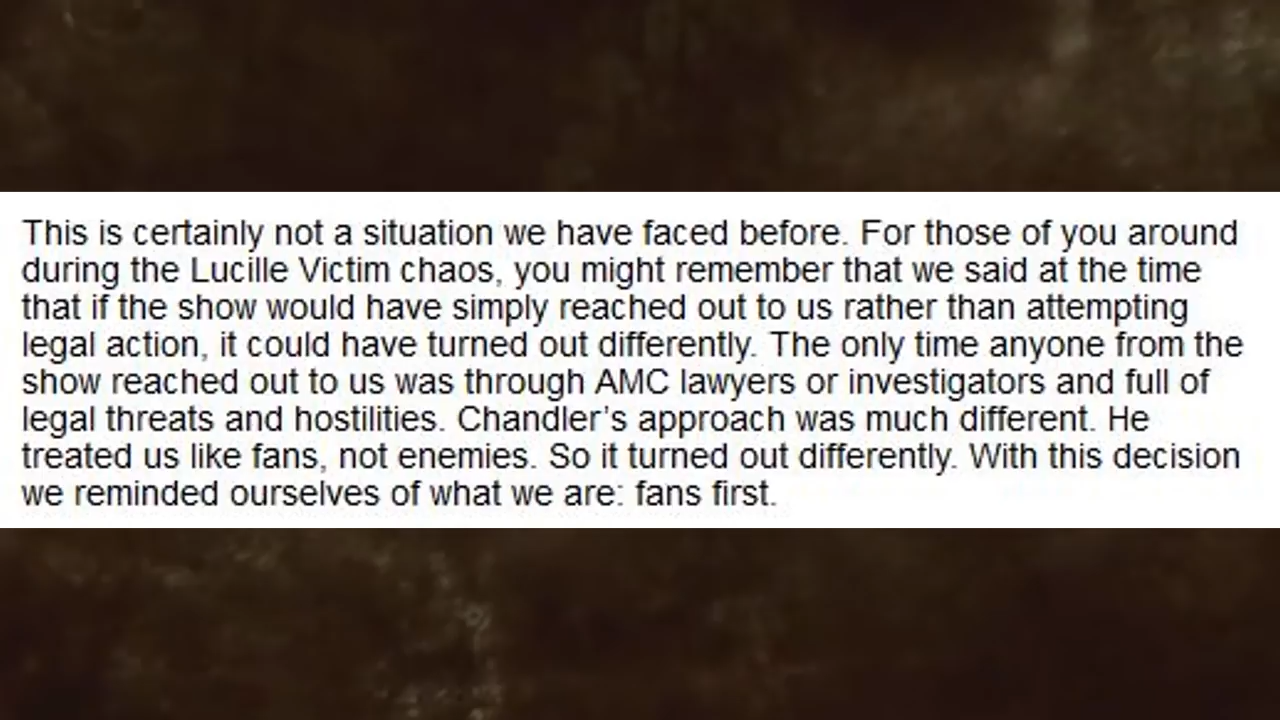 This is certainly not a situation we have faced before. For those of you around
during the Lucille Victim chaos, you might remember that we said at the time
that if the show would have simply reached out to us rather than attempting
legal action, it could have turned out differently. The only time anyone from the
show reached out to us was through AMC lawyers or investigators and full of
legal threats and hostilities. Chandler’s approach was much different. He
treated us like fans, not enemies. So it turned out differently. With this decision
we reminded ourselves of what we are: fans first.